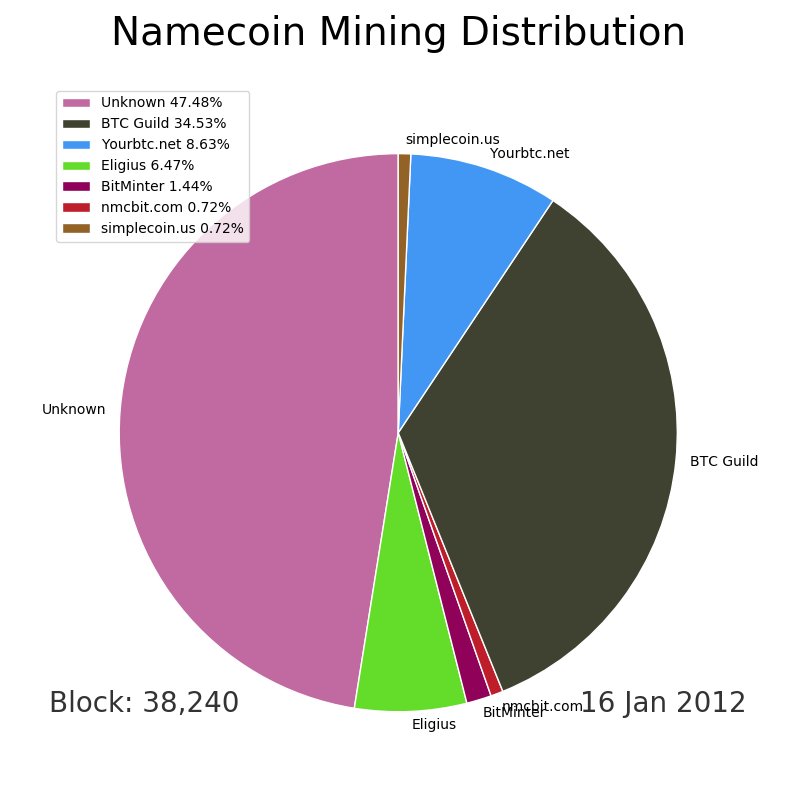 Namecoin Mining Distribution
Unknown 47.48%
BTC Guild 34.53%
Yourbtc.net 8.63%
Eligius 6.47%
BitMinter 1.44%
nmcbit.com 0.72%
simplecoin.us 0.72%
simplecoin.us
Yourbtc.net
Unknown
BTC Guild
Block: 38,240
16 Jan 2012
nmcbit.com
BitMinter
Eligius